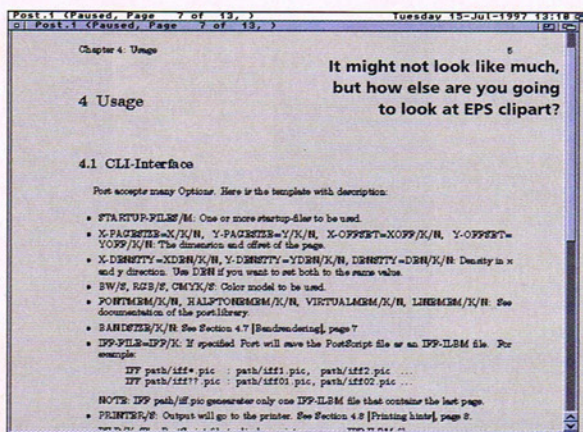 Post.1 (Paused, Page 7 of 13, ) Tuesday 15-Jul-1997 13:18
Post.1 (Paused, Page 7 of 13, )
Chapter 4: Usage 5
It might not look like much,
but how else are you going
to look at EPS clipart?
4 Usage
4.1 CLI-Interface
Post accepts many Options. Here is the template with description:
• STARTUP-FILES/M: One or more startup-files to be used.
• X-PAGESIZE=X/K/N, Y-PAGESIZE=Y/K/N, X-OFFSET=XOFF/K/N, Y-OFFSET=
YOFF/K/N: The dimension and offset of the page.
• X-DENSITY=XDEN/K/N, Y-DENSITY=YDEN/K/N, DENSITY=DEN/K/N: Density in x
and y direction. Use DEN if you want to set both to the same value.
• BW/S, RGB/S, CMYK/S: Color model to be used.
• FONTMEM/K/N, HALFTONEMEM/K/N, VIRTUALMEM/K/N, LINEMEM/K/N: See
documentation of the post.library.
• BANDSIZE/K/N: See Section 4.7 [Bandrendering], page 7
• IFF-FILE=IFF/K: If specified Post will save the PostScript file as an IFF-ILBM file. For
example:
IFF path/iff*.pic : path/iff1.pic, path/iff2.pic ...
IFF path/iff??.pic : path/iff01.pic, path/iff02.pic ...
NOTE: IFF path/iff.pic generates only one IFF-ILBM file that contains the last page.
• PRINTER/S: Output will go to the printer. See Section 4.8 [Printing hints], page 8.